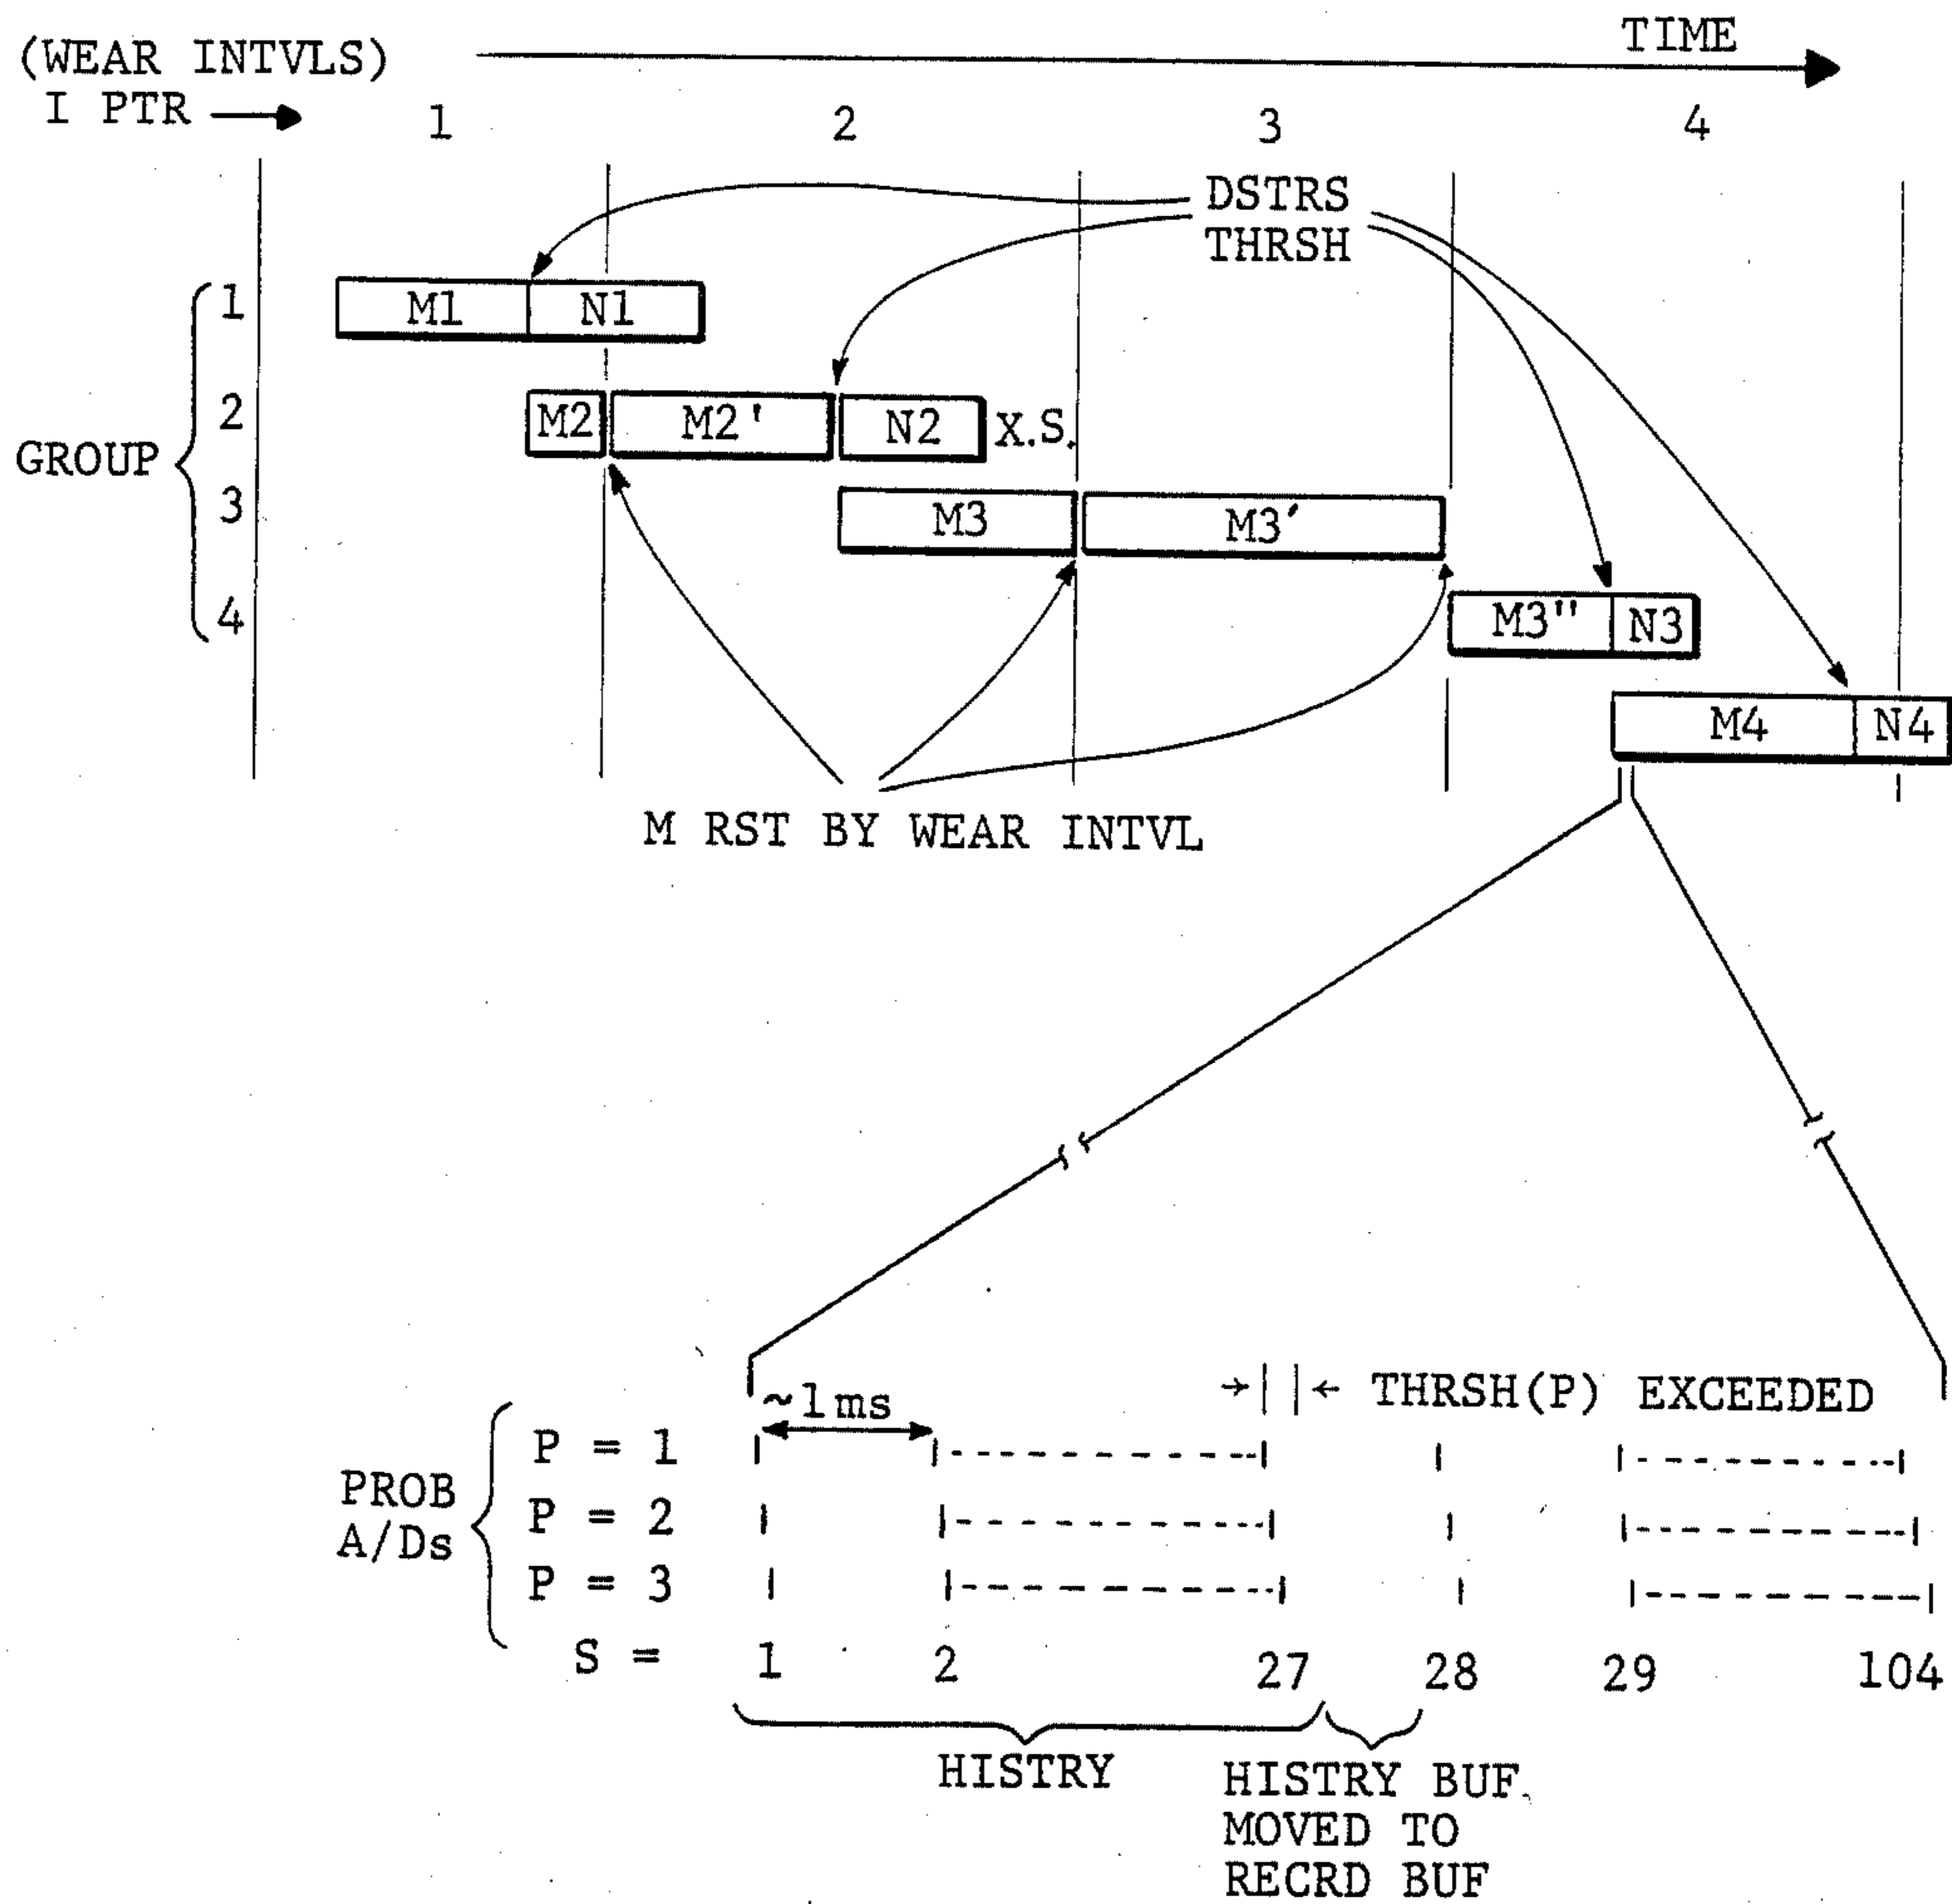 TIME
(WEAR INTVLS)
I PTR
1 2 3 4
DSTRS
THRSH
GROUP
1
M1 N1
2
M2 M2' N2 X.S.
3
M3 M3'
4
M3" N3
M4 N4
M RST BY WEAR INTVL
~1ms
THRSH(P) EXCEEDED
PROB
A/Ds
P = 1
P = 2
P = 3
S = 1 2 27 28 29 104
HISTRY
HISTRY BUF.
MOVED TO
RECRD BUF